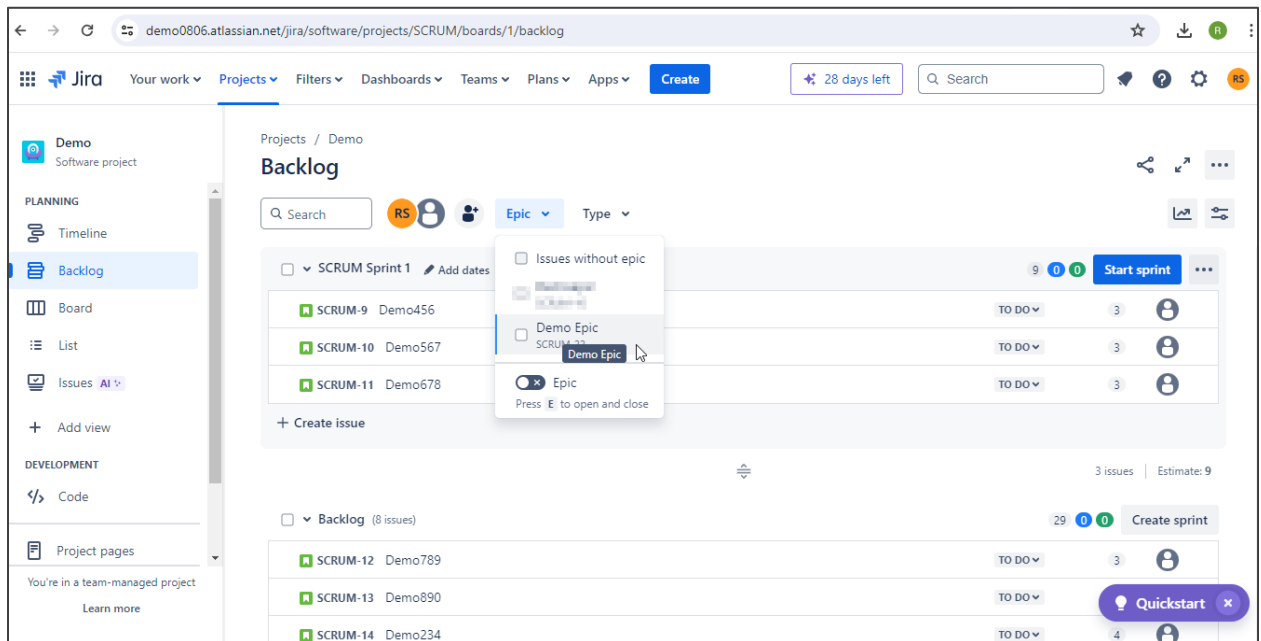 demo0806.atlassian.net/jira/software/projects/SCRUM/boards/1/backlog
R
Jira
Your work
Projects
Filters
Dashboards
Teams
Plans
Apps
Create
28 days left
Search
RS
Demo
Software project
PLANNING
Timeline
Backlog
Board
List
Issues AI
Add view
DEVELOPMENT
Code
Project pages
You're in a team-managed project
Learn more
Projects / Demo
Backlog
Search
RS
Epic
Type
Issues without epic
Demo Epic
Demo Epic
Epic
Press E to open and close
SCRUM Sprint 1 Add dates
9 0 0 Start sprint
SCRUM-9 Demo456 TO DO 3
SCRUM-10 Demo567 TO DO 3
SCRUM-11 Demo678 TO DO 3
+ Create issue
3 issues Estimate: 9
Backlog (8 issues) 29 0 0 Create sprint
SCRUM-12 Demo789 TO DO 3
SCRUM-13 Demo890 TO DO
SCRUM-14 Demo234 TO DO 4
Quickstart